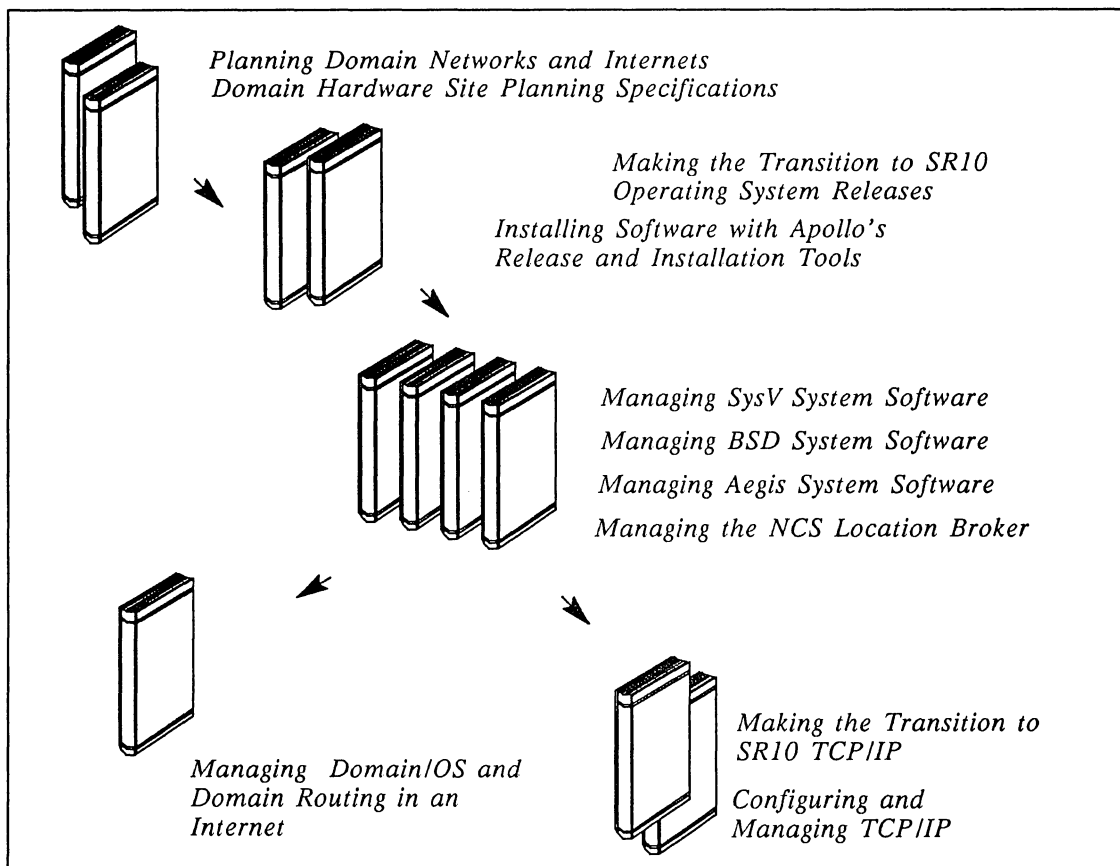 Planning Domain Networks and Internets
Domain Hardware Site Planning Specifications
Making the Transition to SR10
Operating System Releases
Installing Software with Apollo's
Release and Installation Tools
Managing SysV System Software
Managing BSD System Software
Managing Aegis System Software
Managing the NCS Location Broker
Managing Domain/OS and
Domain Routing in an
Internet
Making the Transition to
SR10 TCP/IP
Configuring and
Managing TCP/IP